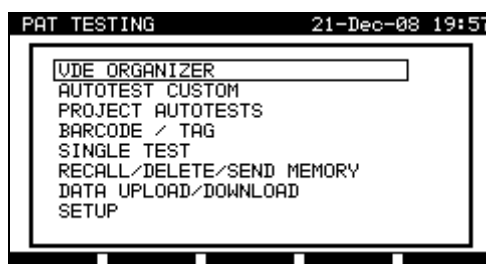 PAT TESTING 21-Dec-08 19:57
VDE ORGANIZER
AUTOTEST CUSTOM
PROJECT AUTOTESTS
BARCODE / TAG
SINGLE TEST
RECALL/DELETE/SEND MEMORY
DATA UPLOAD/DOWNLOAD
SETUP